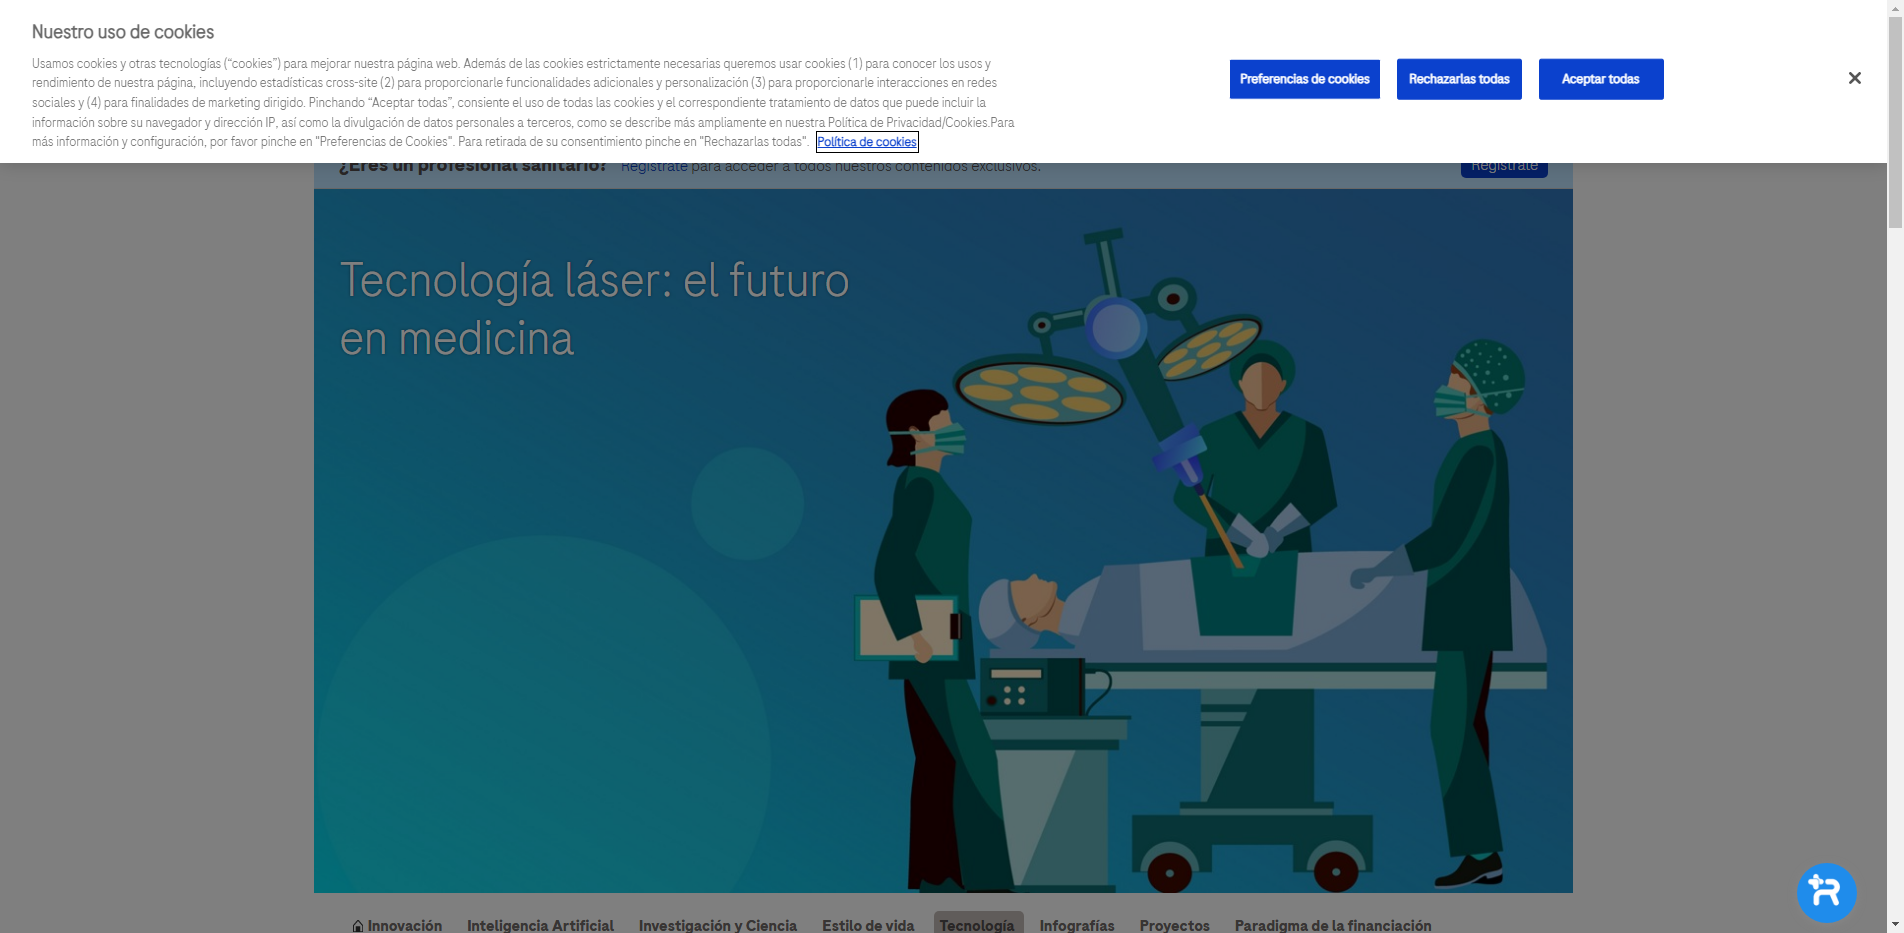 Nuestro uso de cookies
Usamos cookies y otras tecnologías (“cookies”) para mejorar nuestra página web. Además de las cookies estrictamente necesarias queremos usar cookies (1) para conocer los usos y
rendimiento de nuestra página, incluyendo estadísticas cross-site (2) para proporcionarle funcionalidades adicionales y personalización (3) para proporcionarle interacciones en redes
sociales y (4) para finalidades de marketing dirigido. Pinchando “Aceptar todas”, consiente el uso de todas las cookies y el correspondiente tratamiento de datos que puede incluir la
información sobre su navegador y dirección IP, así como la divulgación de datos personales a terceros, como se describe más ampliamente en nuestra Política de Privacidad/Cookies.Para
más información y configuración, por favor pinche en "Preferencias de Cookies". Para retirada de su consentimiento pinche en "Rechazarlas todas". Política de cookies
Preferencias de cookies
Rechazarlas todas
Aceptar todas
¿Eres un profesional sanitario? Regístrate para acceder a todos nuestros contenidos exclusivos.
Regístrate
Tecnología láser: el futuro
en medicina
Innovación
Inteligencia Artificial
Investigación y Ciencia
Estilo de vida
Tecnología
Infografías
Proyectos
Paradigma de la financiación